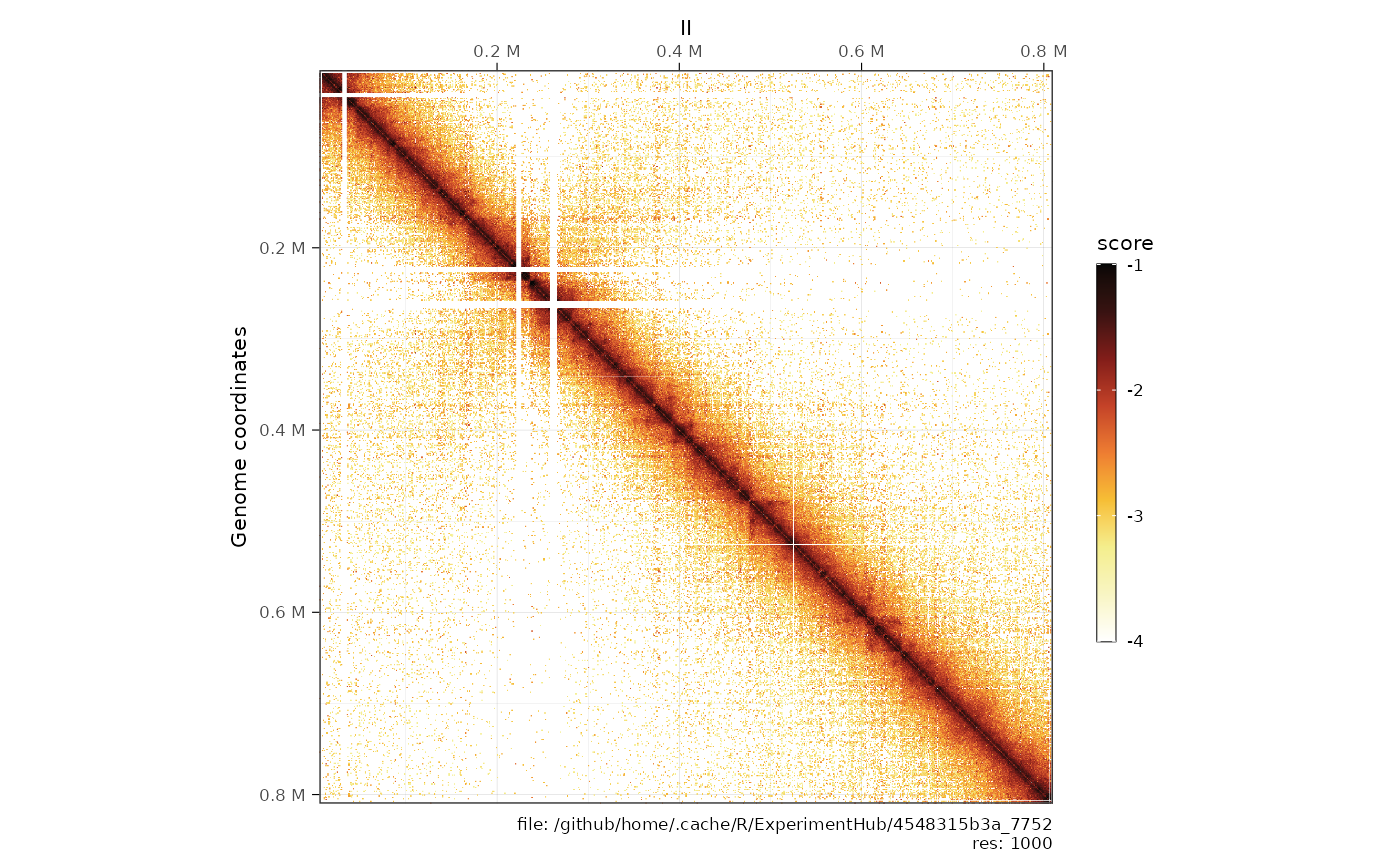 II
0.2 M 0.4 M 0.6 M 0.8 M
Genome coordinates
0.2 M
0.4 M
0.6 M
0.8 M
score
-1
-2
-3
-4
file: /github/home/.cache/R/ExperimentHub/4548315b3a_7752
res: 1000